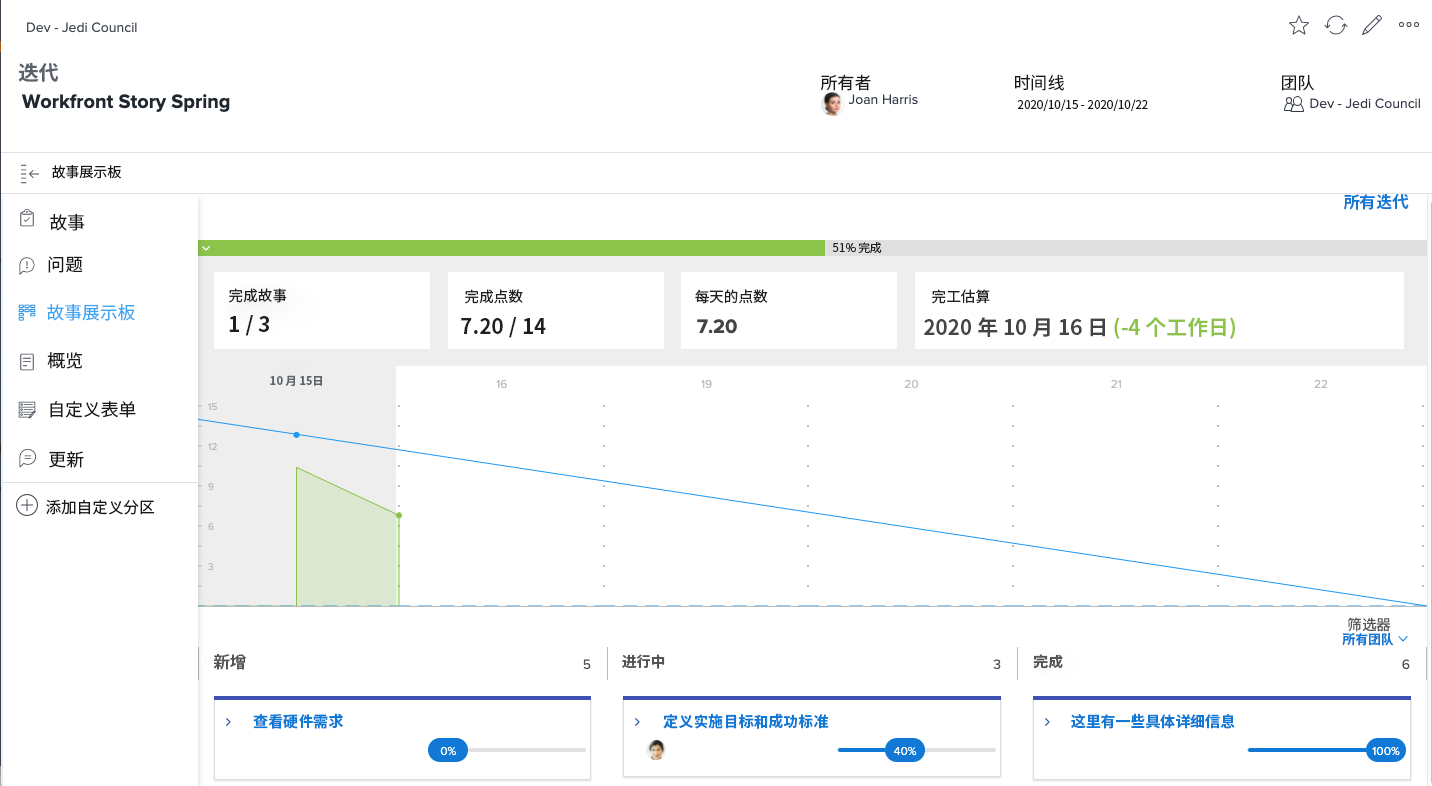 Dev - Jedi Council
迭代
Workfront Story Spring
所有者
Joan Harris
时间线
2020/10/15 - 2020/10/22
团队
Dev - Jedi Council
故事展示板
故事
问题
故事展示板
概览
自定义表单
更新
添加自定义分区
所有迭代
51% 完成
完成故事
1 / 3
完成点数
7.20 / 14
每天的点数
7.20
完工估算
2020 年 10 月 16 日 (-4 个工作日)
10 月 15日 16 19 20 21 22
15
12
9
6
3
筛选器
所有团队
新增 5
进行中 3
完成 6
查看硬件需求
0%
定义实施目标和成功标准
40%
这里有一些具体详细信息
100%